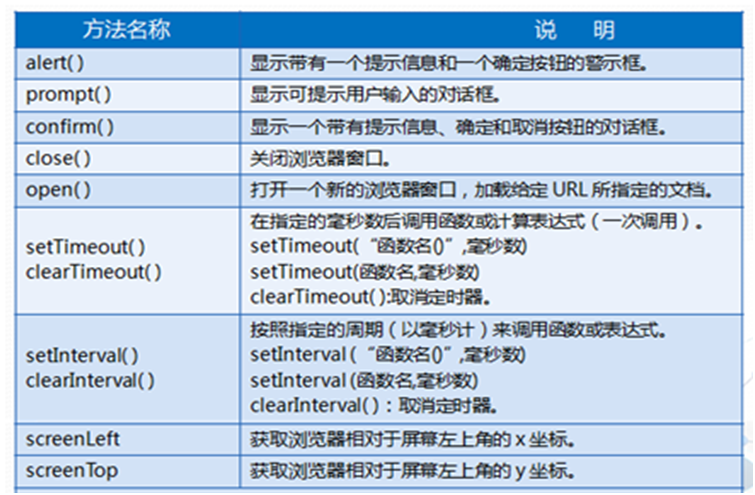 方法名称 说 明
alert( ) 显示带有一个提示信息和一个确定按钮的警示框。
prompt( ) 显示可提示用户输入的对话框。
confirm( ) 显示一个带有提示信息、确定和取消按钮的对话框。
close( ) 关闭浏览器窗口。
open( ) 打开一个新的浏览器窗口，加载给定 URL 所指定的文档。
setTimeout( )
clearTimeout( )
在指定的毫秒数后调用函数或计算表达式（一次调用）。
setTimeout(“函数名()”,毫秒数)
setTimeout(函数名,毫秒数)
clearTimeout( ):取消定时器。
setInterval( )
clearInterval( )
按照指定的周期（以毫秒计）来调用函数或表达式。
setInterval (“函数名()”,毫秒数)
setInterval (函数名,毫秒数)
clearInterval( )：取消定时器。
screenLeft 获取浏览器相对于屏幕左上角的 x 坐标。
screenTop 获取浏览器相对于屏幕左上角的 y 坐标。